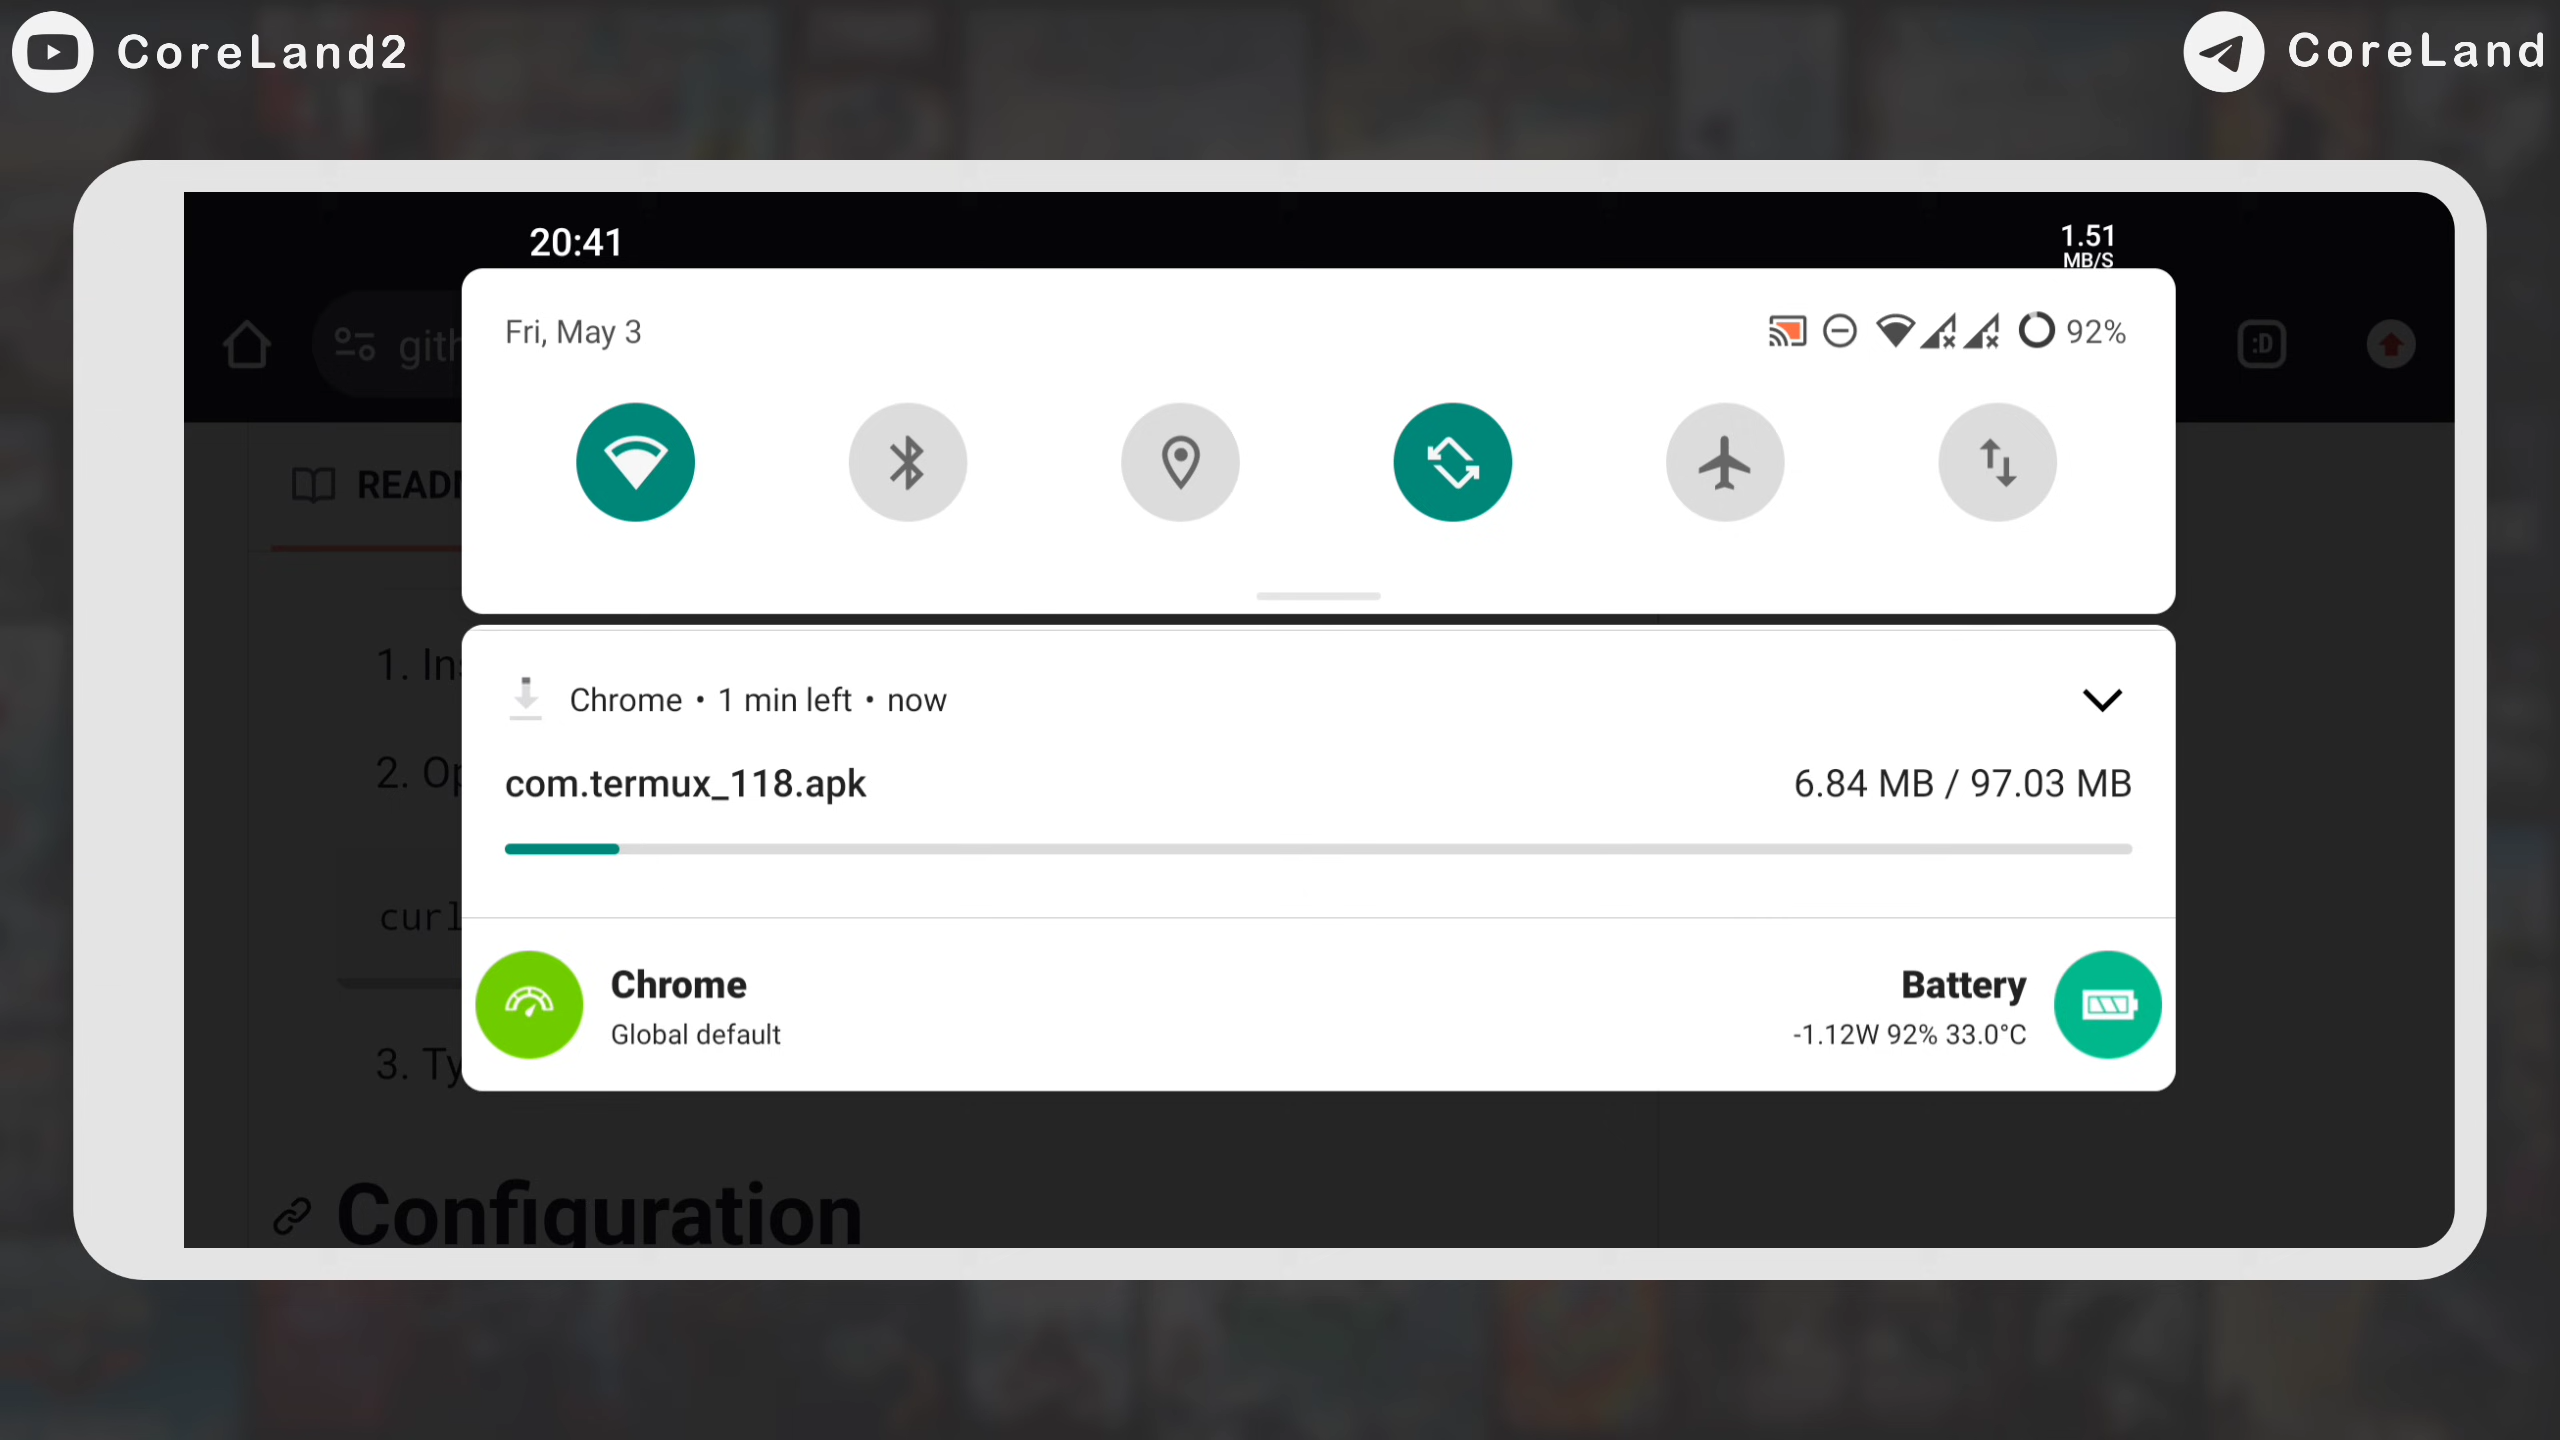 CoreLand2
CoreLand
20:41
1.51
MB/S
Fri, May 3
92%
:D
READ
1. In
Chrome • 1 min left • now
2. Op
com.termux_118.apk
6.84 MB / 97.03 MB
curl
Chrome
Global default
Battery
-1.12W 92% 33.0°C
3. Ty
Configuration